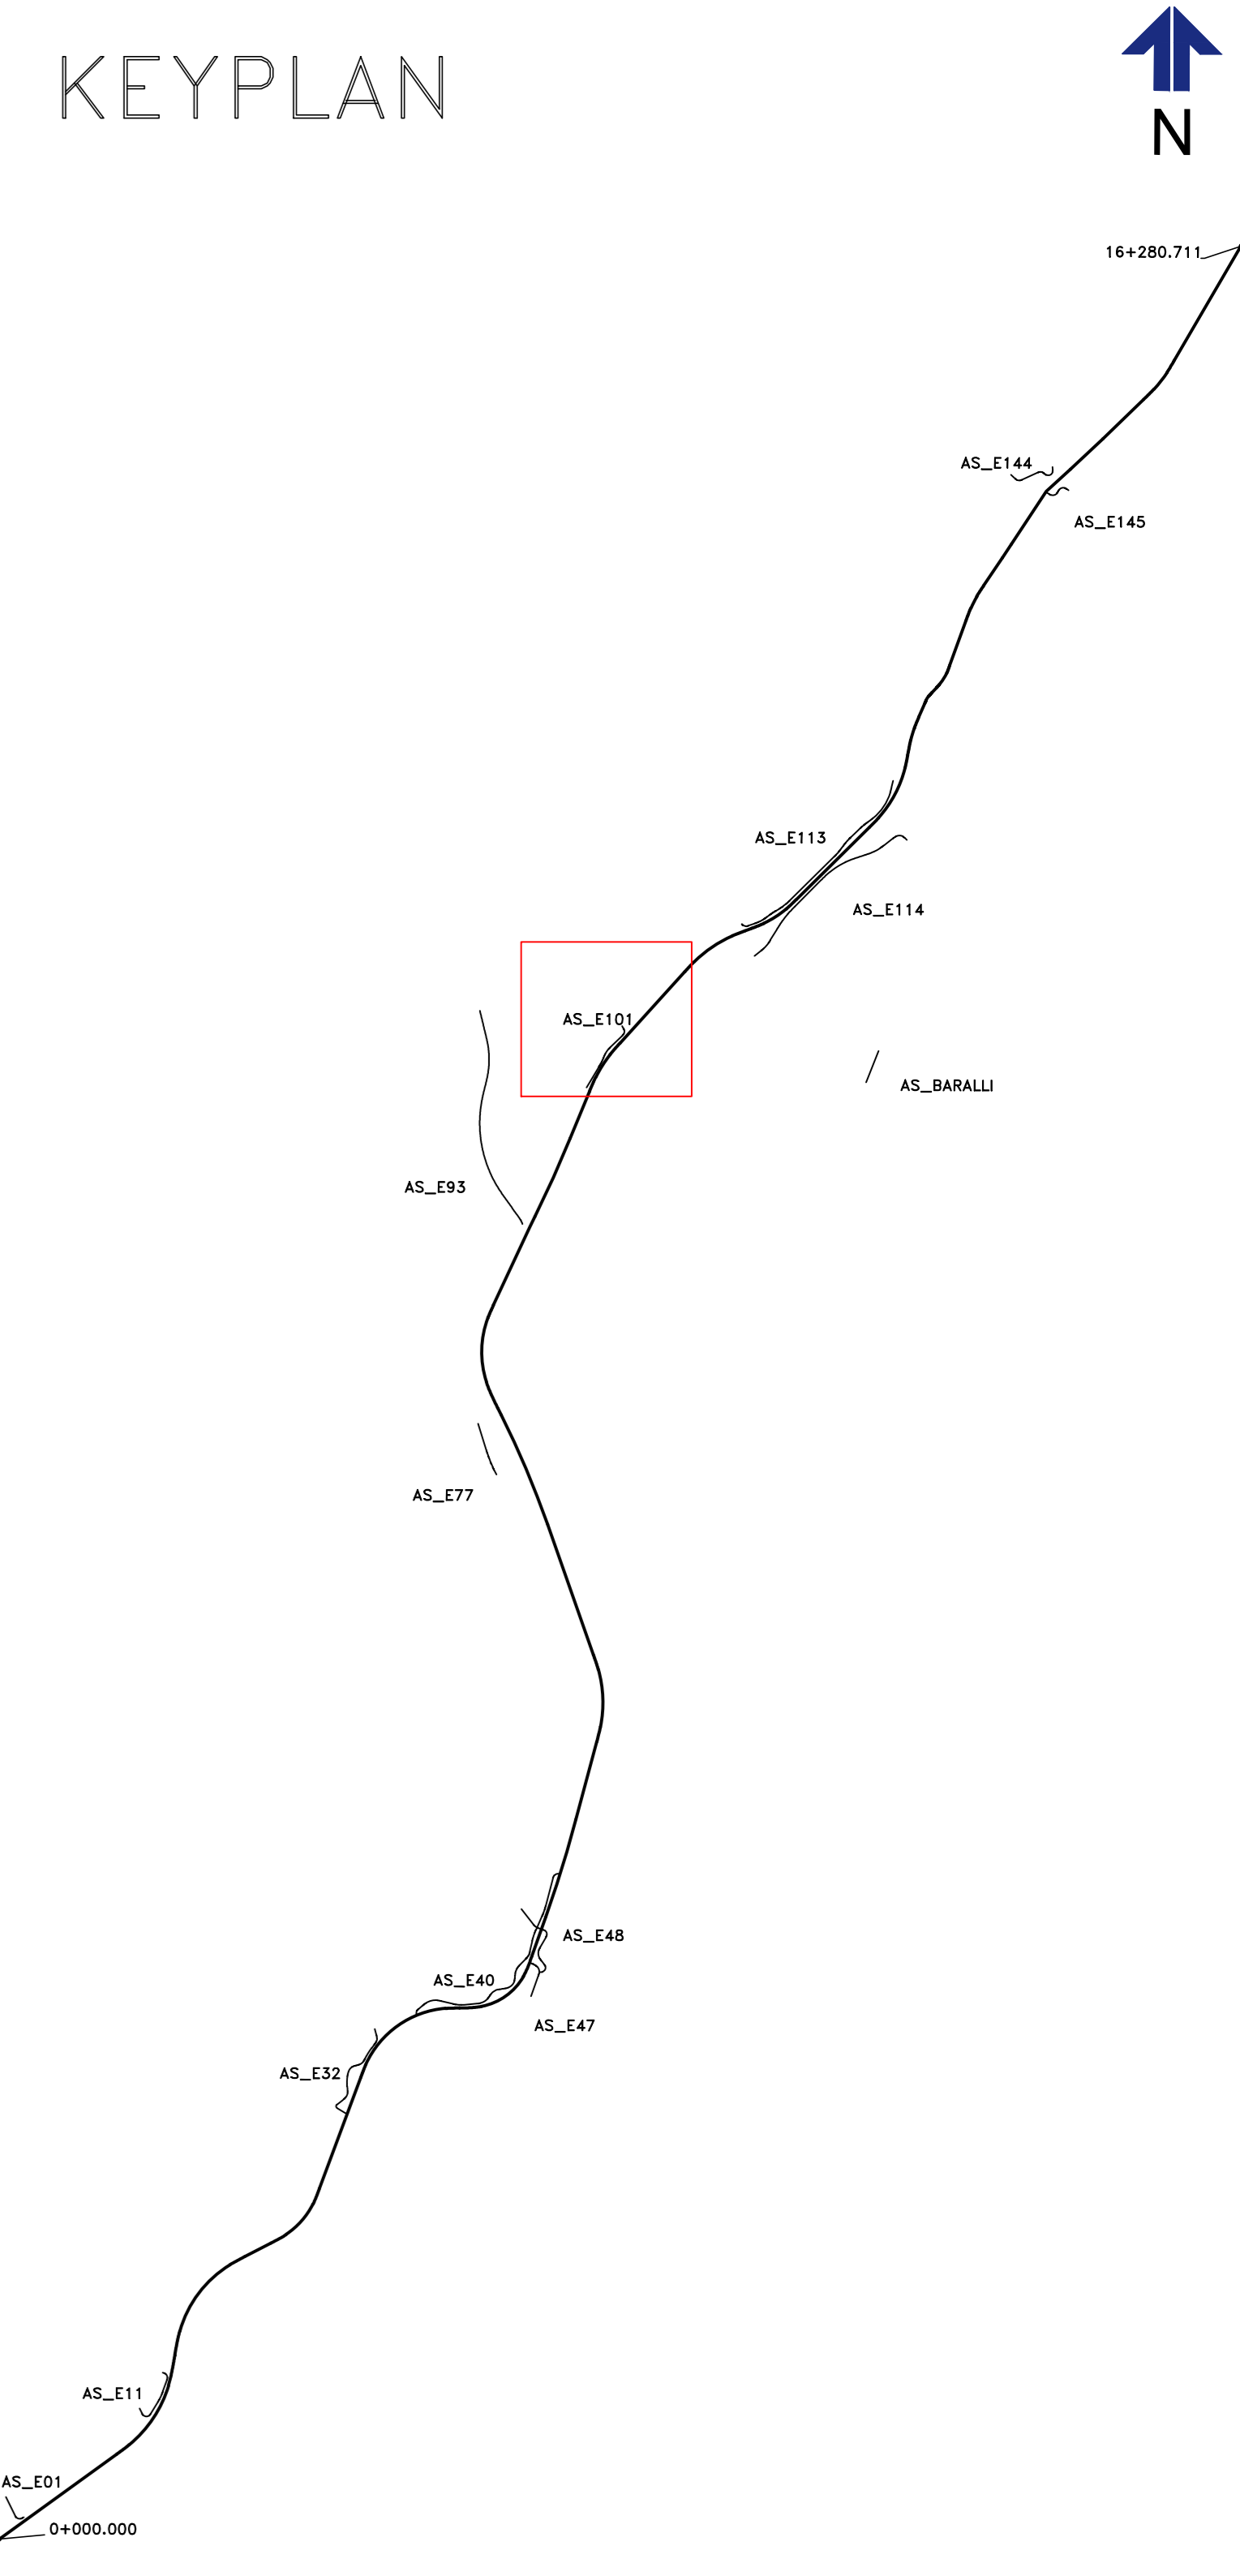 KEYPLAN
N
16+280.711
AS_E144
AS_E145
AS_E113
AS_E114
AS_E101
AS_BARALLI
AS_E93
AS_E77
AS_E48
AS_E40
AS_E47
AS_E32
AS_E11
AS_E01
0+000.000